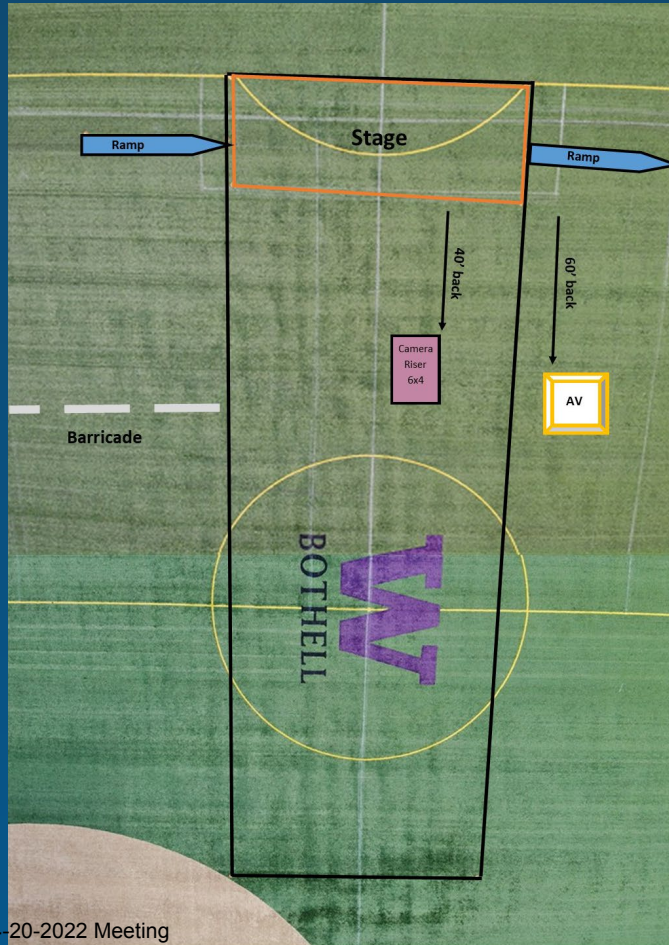 Stage
Ramp
Ramp
40' back
60' back
Camera
Riser
6x4
AV
Barricade
W
BOTHELL
-20-2022 Meeting